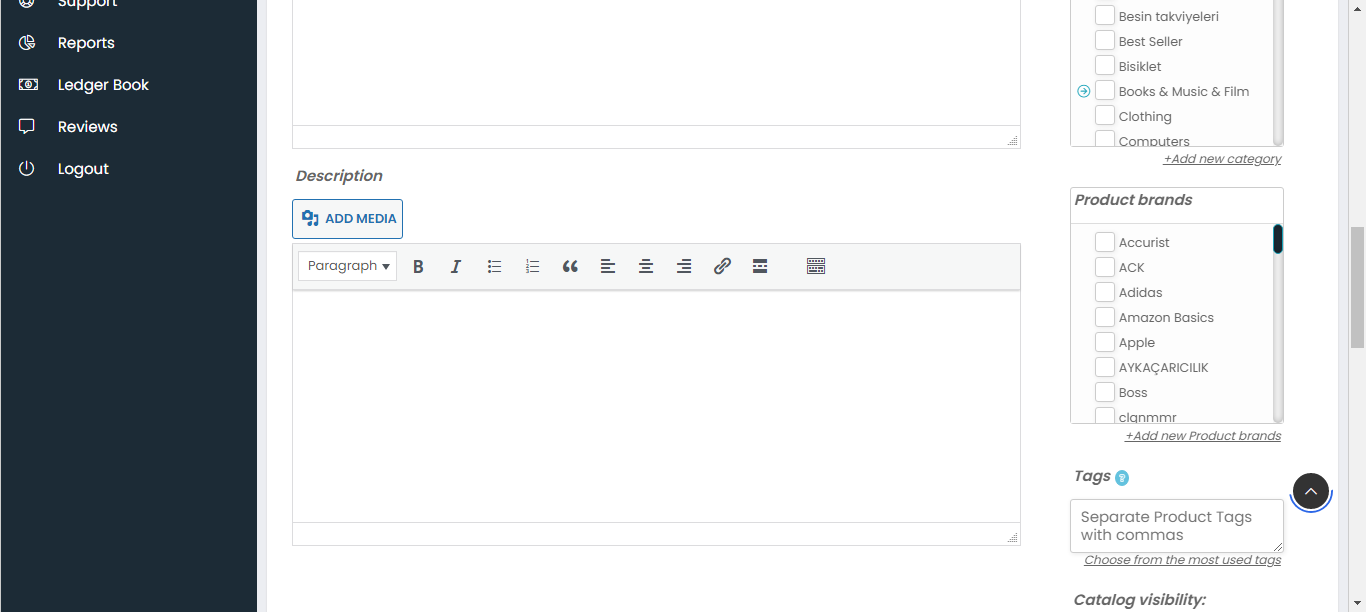 Support
Reports
Ledger Book
Reviews
Logout
Description
ADD MEDIA
Paragraph
B I
Besin takviyeleri
Best Seller
Bisiklet
Books & Music & Film
Clothing
Computers
+Add new category
Product brands
Accurist
ACK
Adidas
Amazon Basics
Apple
AYKAÇARICILIK
Boss
clgnmmr
+Add new Product brands
Tags ?
Separate Product Tags
with commas
Choose from the most used tags
Catalog visibility: